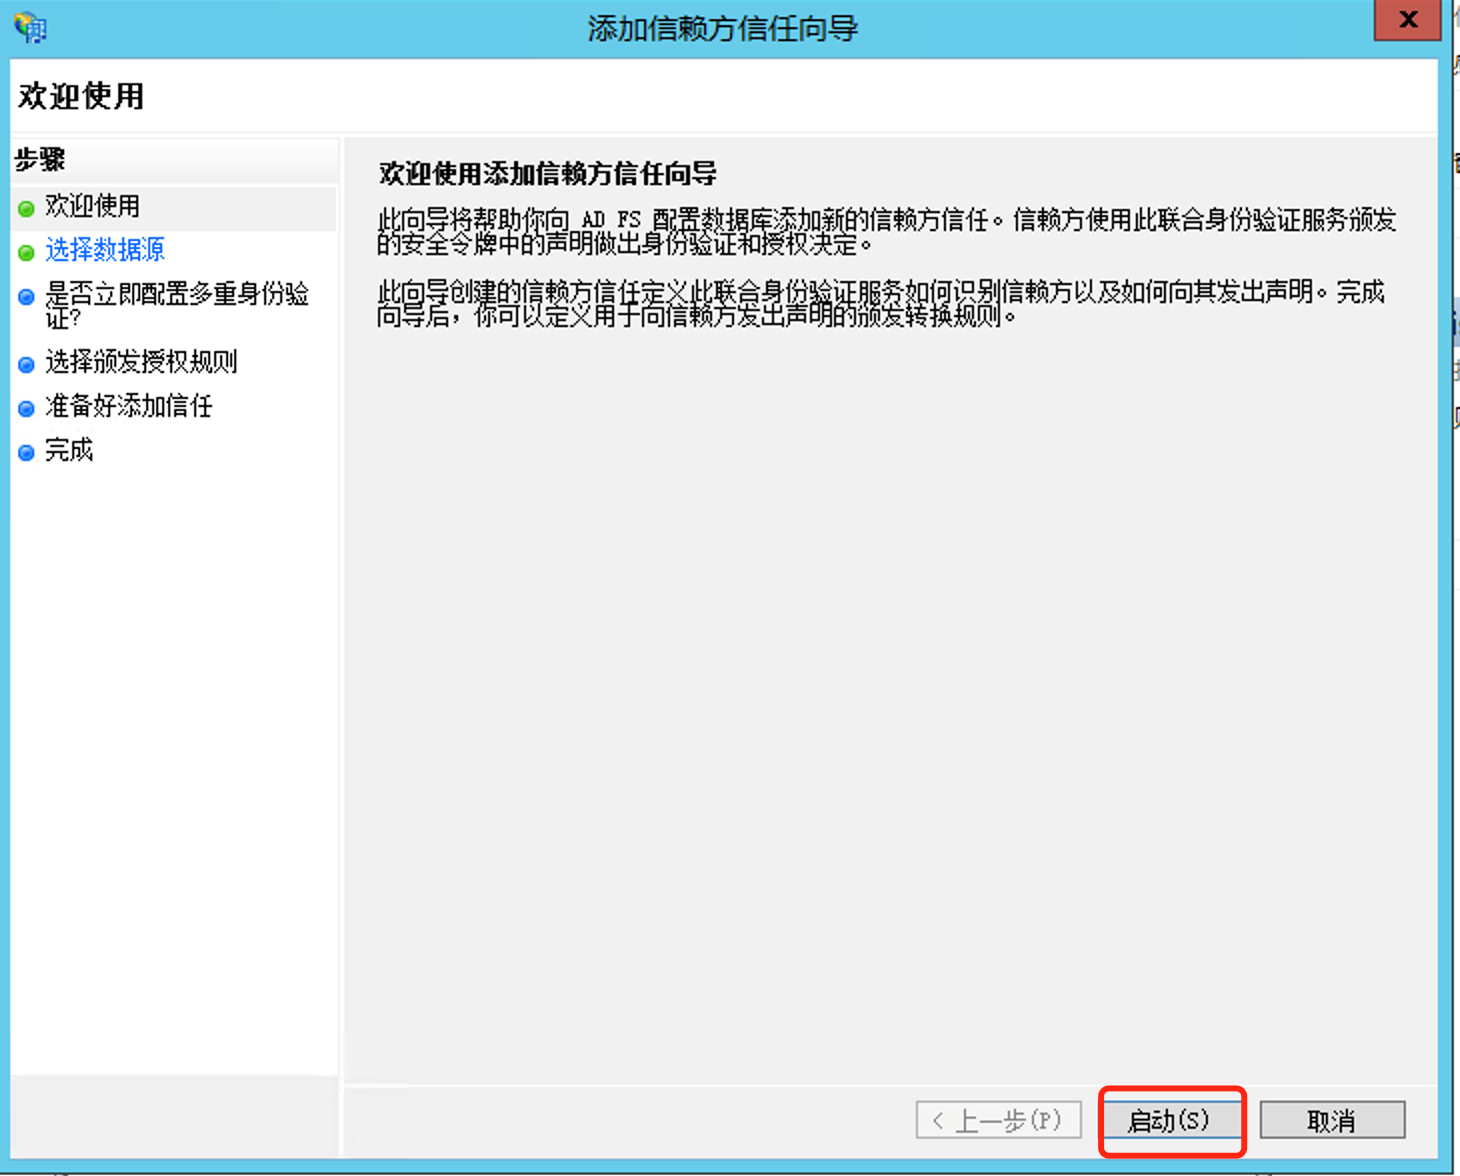 添加信赖方信任向导
x
欢迎使用
步骤
欢迎使用
选择数据源
是否立即配置多重身份验
证?
选择颁发授权规则
准备好添加信任
完成
欢迎使用添加信赖方信任向导
此向导将帮助你向 AD FS 配置数据库添加新的信赖方信任。信赖方使用此联合身份验证服务颁发
的安全令牌中的声明做出身份验证和授权决定。
此向导创建的信赖方信任定义此联合身份验证服务如何识别信赖方以及如何向其发出声明。完成
向导后，你可以定义用于向信赖方发出声明的颁发转换规则。
< 上一步(P)
启动(S)
取消